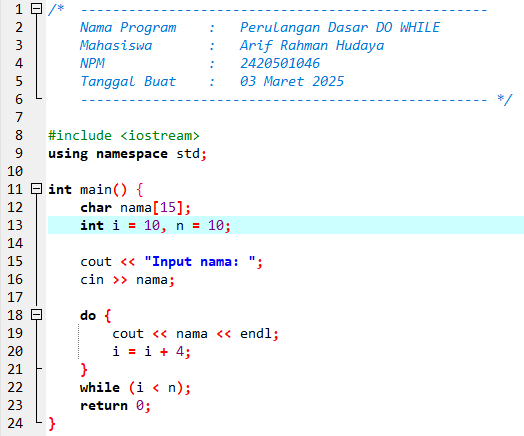 1 /* ---------------------------------------------------
2     Nama Program    :   Perulangan Dasar DO WHILE
3     Mahasiswa       :   Arif Rahman Hudaya
4     NPM             :   2420501046
5     Tanggal Buat    :   03 Maret 2025
6     --------------------------------------------------- */
7
8 #include <iostream>
9 using namespace std;
10
11 int main() {
12     char nama[15];
13     int i = 10, n = 10;
14
15     cout << "Input nama: ";
16     cin >> nama;
17
18     do {
19         cout << nama << endl;
20         i = i + 4;
21     }
22     while (i < n);
23     return 0;
24 }